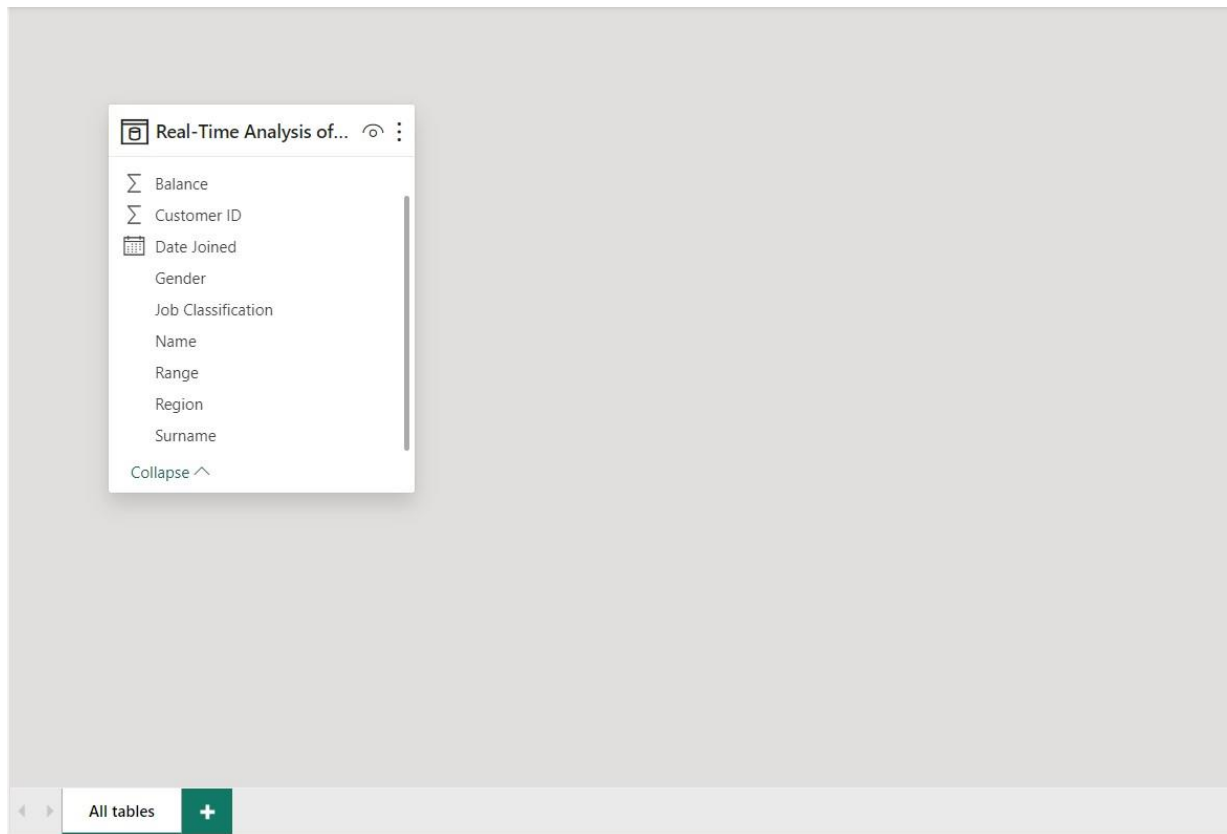 Real-Time Analysis of...
Balance
Customer ID
Date Joined
Gender
Job Classification
Name
Range
Region
Surname
Collapse
All tables